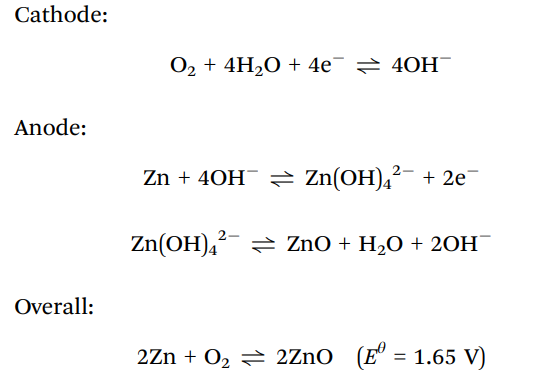 Cathode:
O₂ + 4H₂O + 4e⁻ ⇌ 4OH⁻
Anode:
Zn + 4OH⁻ ⇌ Zn(OH)₄²⁻ + 2e⁻
Zn(OH)₄²⁻ ⇌ ZnO + H₂O + 2OH⁻
Overall:
2Zn + O₂ ⇌ 2ZnO (E^θ = 1.65 V)